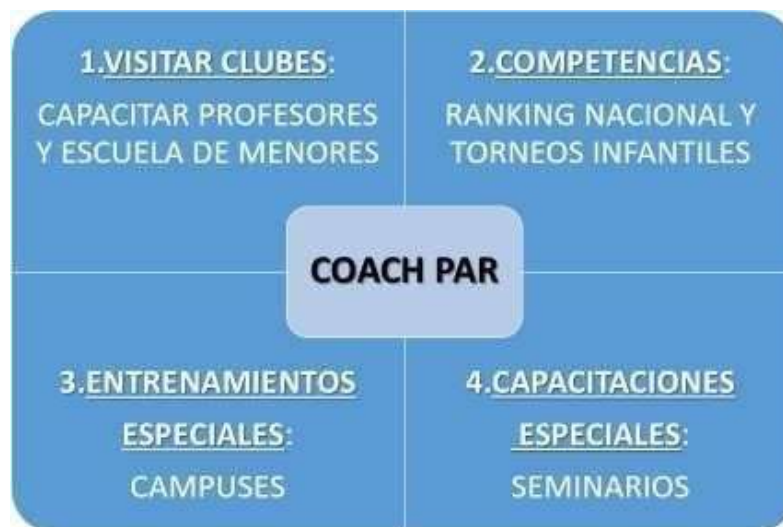 1.VISITAR CLUBES:
CAPACITAR PROFESORES
Y ESCUELA DE MENORES
2.COMPETENCIAS:
RANKING NACIONAL Y
TORNEOS INFANTILES
COACH PAR
3.ENTRENAMIENTOS
ESPECIALES:
CAMPUSES
4.CAPACITACIONES
ESPECIALES:
SEMINARIOS